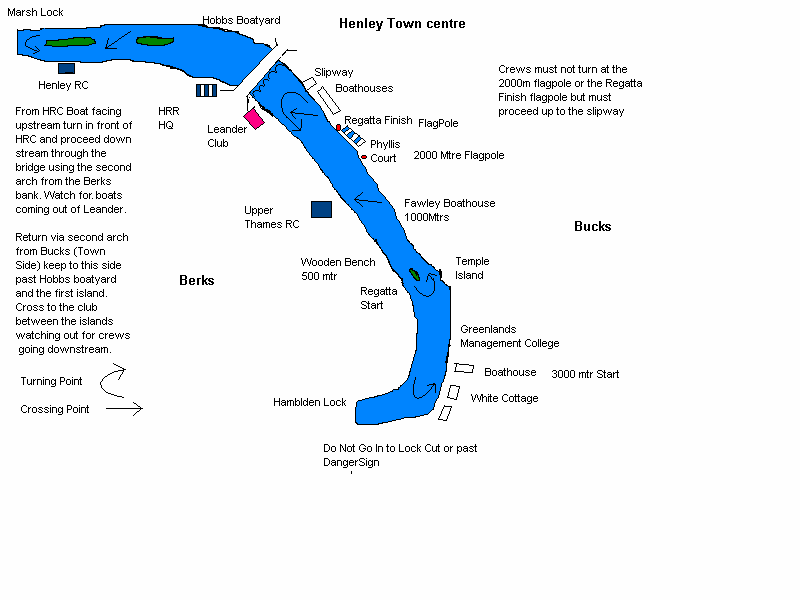 Marsh Lock
Hobbs Boatyard
Henley Town centre
Henley RC
Slipway
Boathouses
Crews must not turn at the
2000m flagpole or the Regatta
Finish flagpole but must
proceed up to the slipway
From HRC Boat facing
upstream turn in front of
HRC and proceed down
stream through the
bridge using the second
arch from the Berks
bank. Watch for boats
coming out of Leander.
HRR
HQ
Leander
Club
Regatta Finish
FlagPole
Phyllis
Court
2000 Mtre Flagpole
Upper
Thames RC
Fawley Boathouse
1000Mtrs
Bucks
Return via second arch
from Bucks (Town
Side) keep to this side
past Hobbs boatyard
and the first island.
Cross to the club
between the islands
watching out for crews
going downstream.
Berks
Wooden Bench
500 mtr
Temple
Island
Regatta
Start
Greenlands
Management College
Turning Point
Boathouse
3000 mtr Start
Crossing Point
Hamblden Lock
White Cottage
Do Not Go In to Lock Cut or past
DangerSign